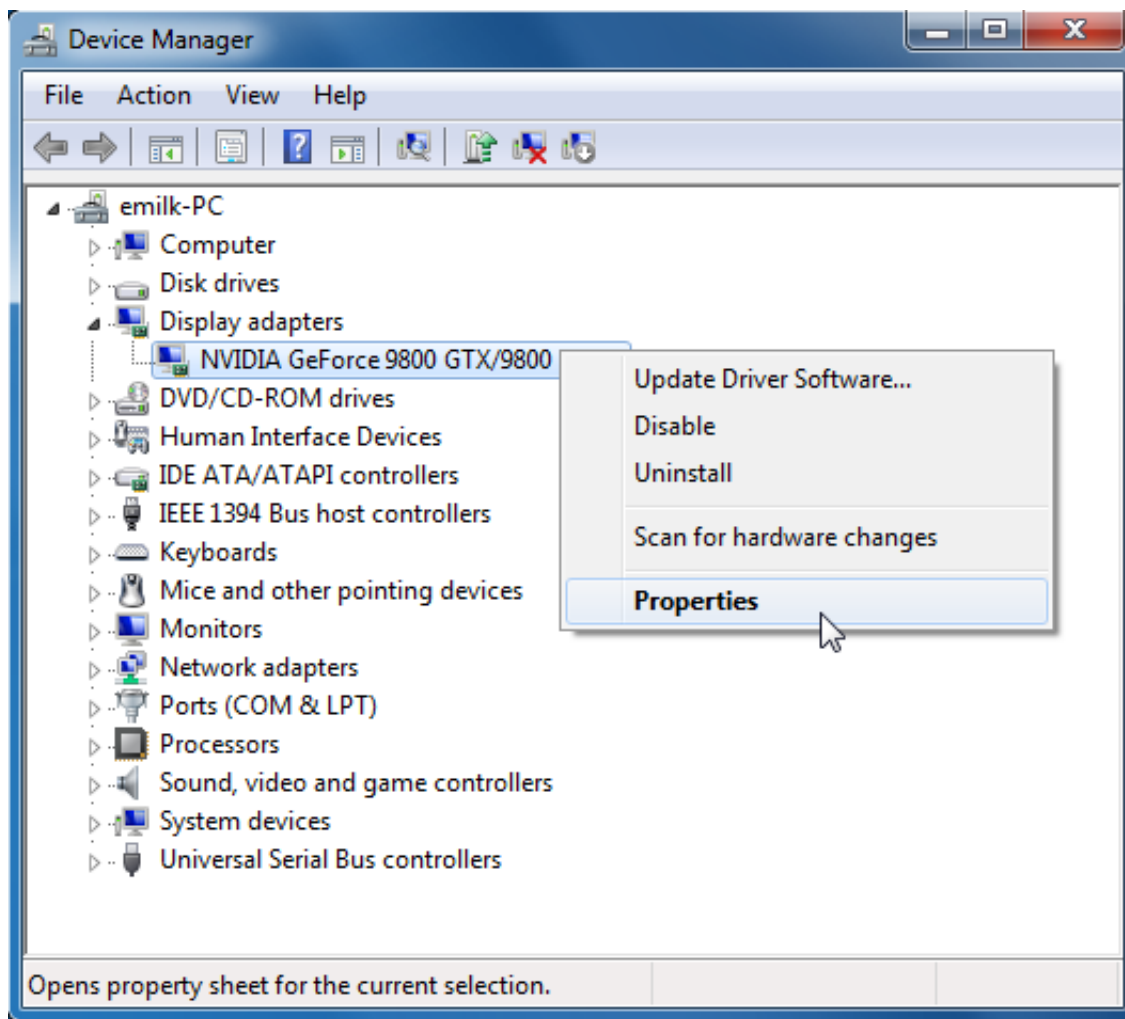 Device Manager
File Action View Help
emilk-PC
Computer
Disk drives
Display adapters
NVIDIA GeForce 9800 GTX/9800
Update Driver Software...
Disable
Uninstall
Scan for hardware changes
Properties
DVD/CD-ROM drives
Human Interface Devices
IDE ATA/ATAPI controllers
IEEE 1394 Bus host controllers
Keyboards
Mice and other pointing devices
Monitors
Network adapters
Ports (COM & LPT)
Processors
Sound, video and game controllers
System devices
Universal Serial Bus controllers
Opens property sheet for the current selection.